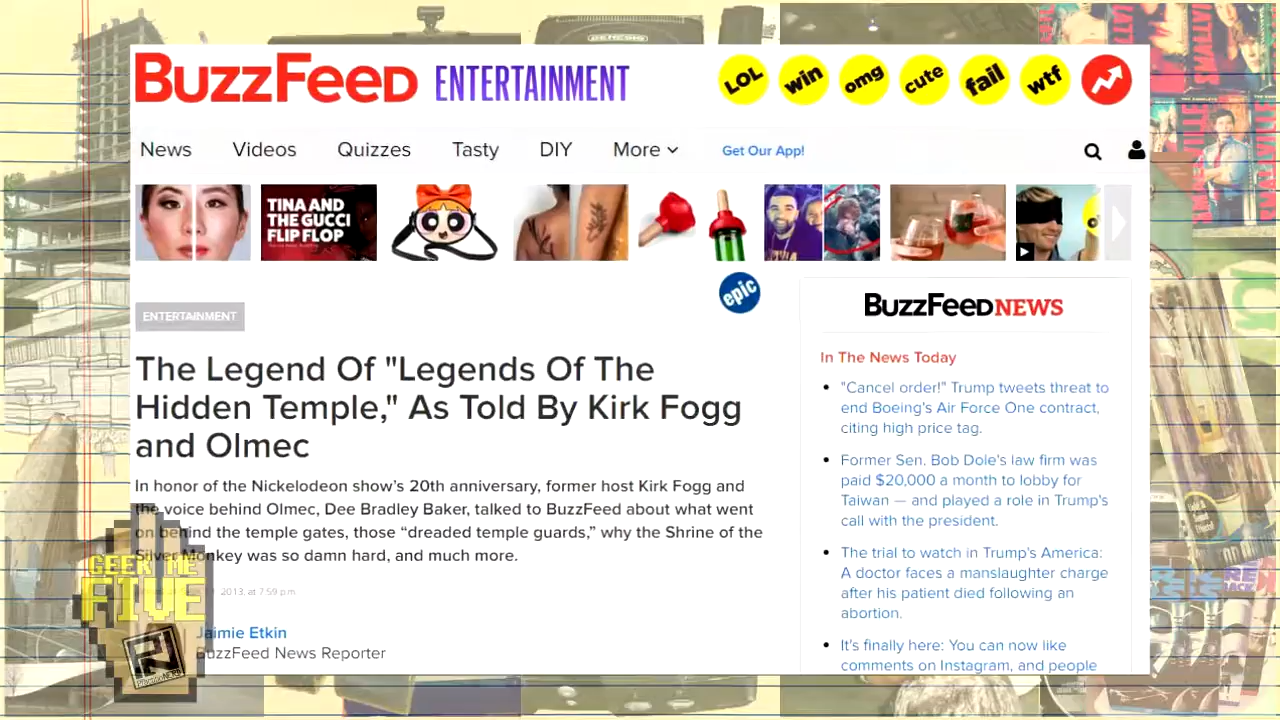 BUZZFEED ENTERTAINMENT
LOL
win
omg
cute
fail
wtf
News Videos Quizzes Tasty DIY More Get Our App!
TINA AND
THE GUCCI
FLIP FLOP
epic
ENTERTAINMENT
The Legend Of "Legends Of The
Hidden Temple," As Told By Kirk Fogg
and Olmec
In honor of the Nickelodeon show's 20th anniversary, former host Kirk Fogg and
the voice behind Olmec, Dee Bradley Baker, talked to BuzzFeed about what went
on behind the temple gates, those “dreaded temple guards,” why the Shrine of the
Silver Monkey was so damn hard, and much more.
2013, at 7:59 p.m.
Jaimie Etkin
BuzzFeed News Reporter
BUZZFEED NEWS
In The News Today
"Cancel order!" Trump tweets threat to
end Boeing's Air Force One contract,
citing high price tag.
Former Sen. Bob Dole's law firm was
paid $20,000 a month to lobby for
Taiwan — and played a role in Trump's
call with the president.
The trial to watch in Trump's America:
A doctor faces a manslaughter charge
after his patient died following an
abortion.
It's finally here: You can now like
comments on Instagram, and people
GEEK ME
FIVE
GENESIS
SMALLVILLE